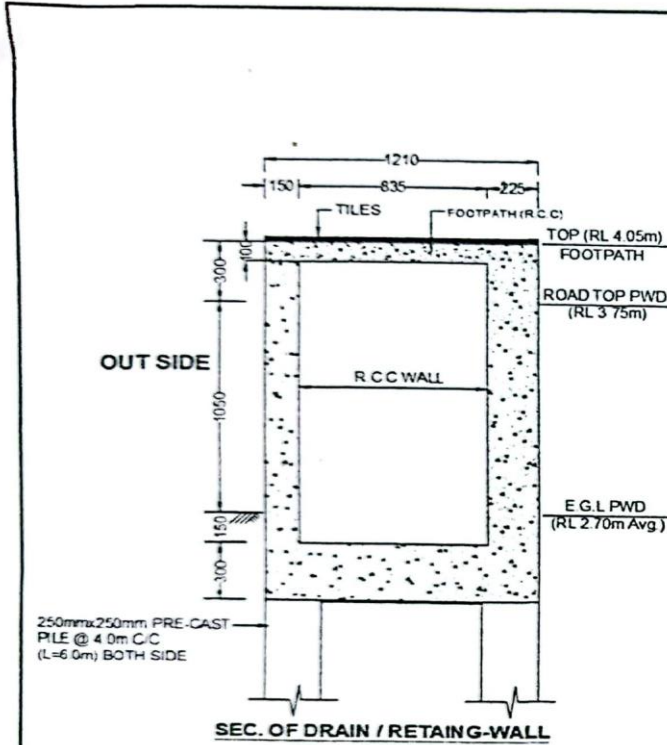 1210
150 835 225
TILES
FOOTPATH (R.C.C)
TOP (RL 4.05m)
FOOTPATH
300
100
ROAD TOP PWD
(RL 3.75m)
OUT SIDE
R C C WALL
1050
E.G.L PWD
(RL 2.70m Avg.)
150
300
250mmx250mm PRE-CAST
PILE @ 4.0m C/C
(L=6.0m) BOTH SIDE
SEC. OF DRAIN / RETAING-WALL